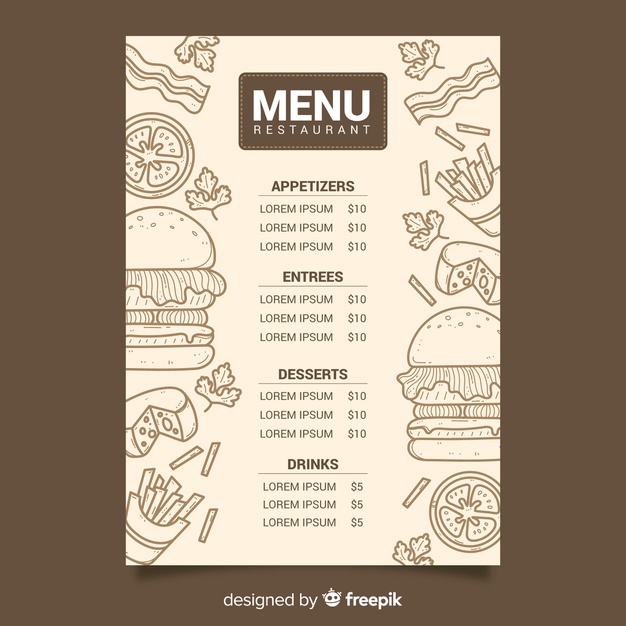 MENU
RESTAURANT
APPETIZERS
LOREM IPSUM $10
LOREM IPSUM $10
LOREM IPSUM $10
ENTREES
LOREM IPSUM $10
LOREM IPSUM $10
LOREM IPSUM $10
DESSERTS
LOREM IPSUM $10
LOREM IPSUM $10
LOREM IPSUM $10
DRINKS
LOREM IPSUM $5
LOREM IPSUM $5
LOREM IPSUM $5
designed by freepik